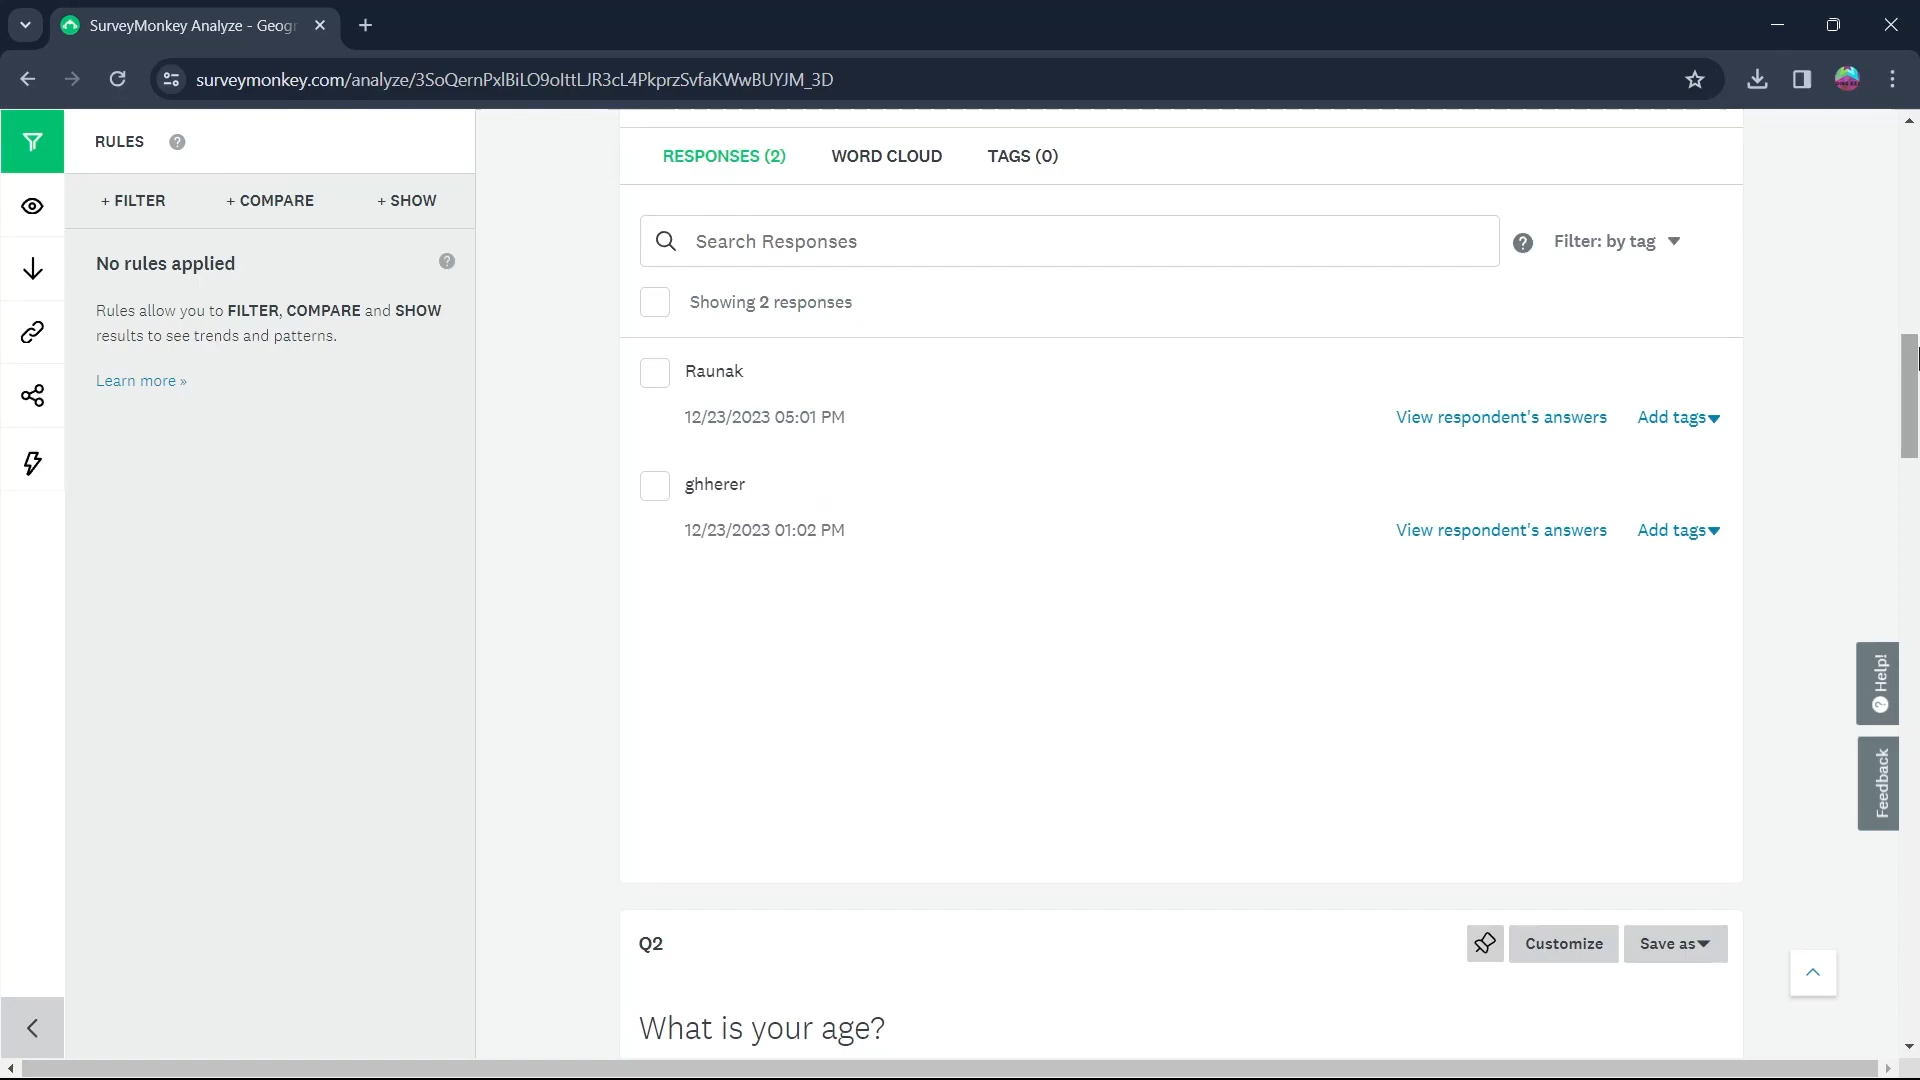 SurveyMonkey Analyze - Geogr
surveymonkey.com/analyze/3SoQernPxlBiLO9olttLJR3cL4PkprzSvfaKWwBUYJM_3D
RULES
+ FILTER + COMPARE + SHOW
No rules applied
Rules allow you to FILTER, COMPARE and SHOW
results to see trends and patterns.
Learn more »
RESPONSES (2) WORD CLOUD TAGS (0)
Search Responses
Filter: by tag
Showing 2 responses
Raunak
12/23/2023 05:01 PM View respondent's answers Add tags
ghherer
12/23/2023 01:02 PM View respondent's answers Add tags
Help!
Feedback
Q2
Customize
Save as
What is your age?